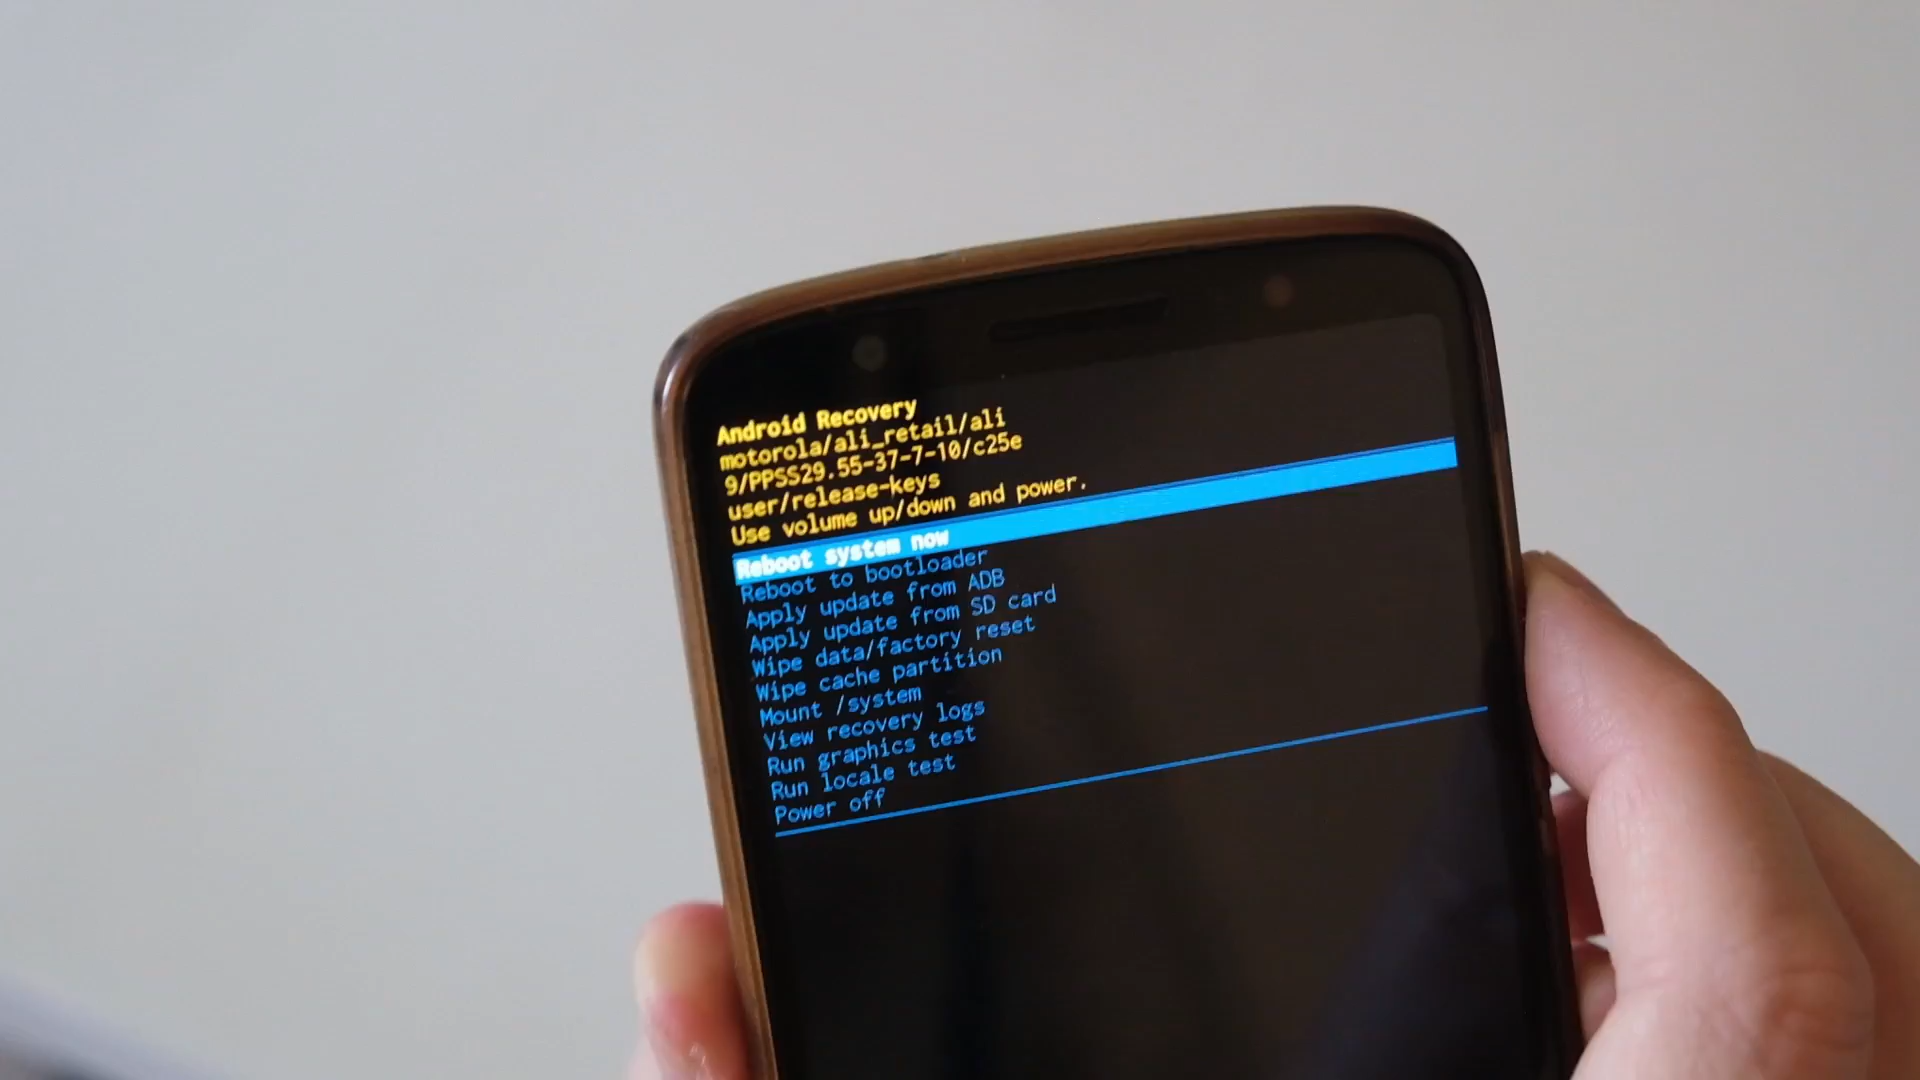 Android Recovery
motorola/ali_retail/ali
9/PPSS29.55-37-7-10/c25e
user/release-keys
Use volume up/down and power.
Reboot system now
Reboot to bootloader
Apply update from ADB
Apply update from SD card
Wipe data/factory reset
Wipe cache partition
Mount /system
View recovery logs
Run graphics test
Run locale test
Power off